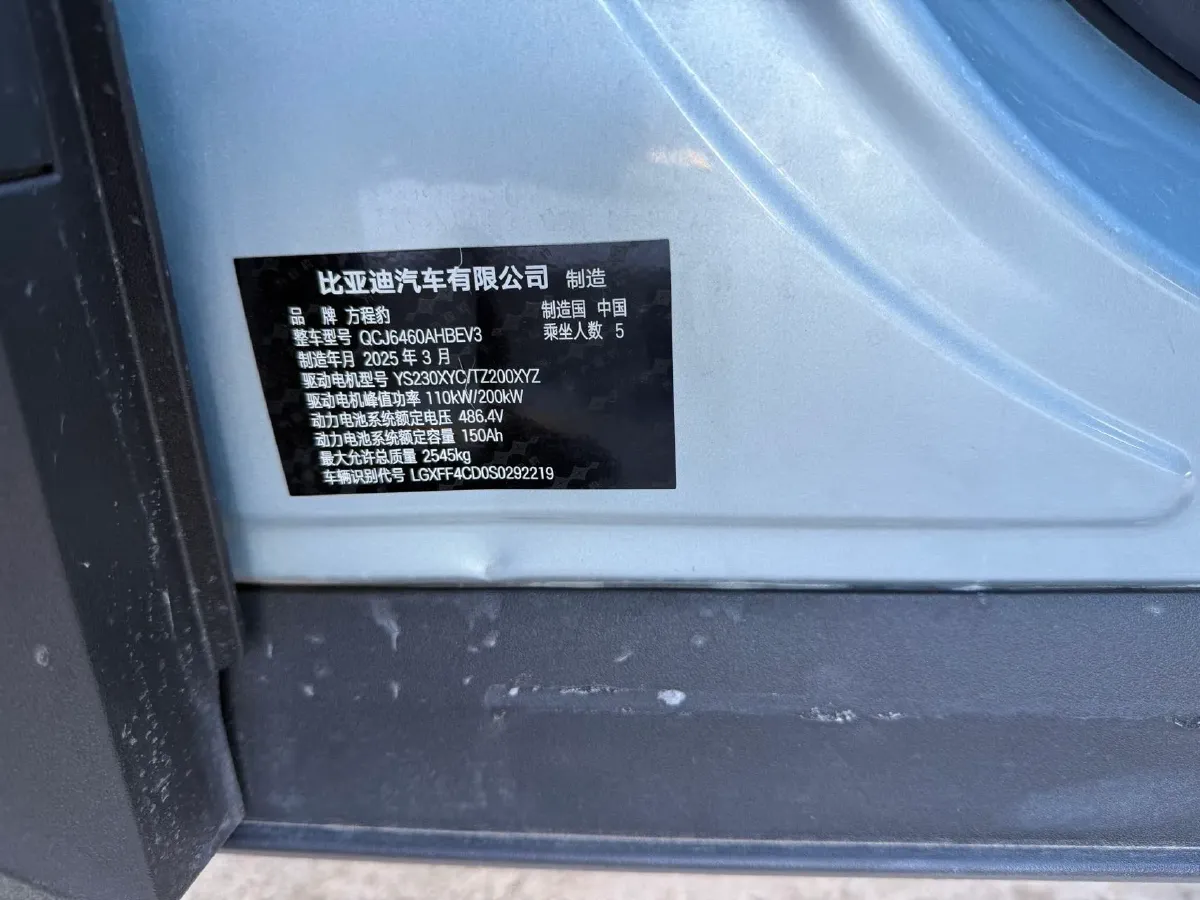 比亚迪汽车有限公司 制造
品 牌 方程豹 制造国 中国
整车型号 QCJ6460AHBEV3 乘坐人数 5
制造年月 2025 年 3 月
驱动电机型号 YS230XYC/TZ200XYZ
驱动电机峰值功率 110kW/200kW
动力电池系统额定电压 486.4V
动力电池系统额定容量 150Ah
最大允许总质量 2545kg
车辆识别代号 LGXFF4CD0S0292219